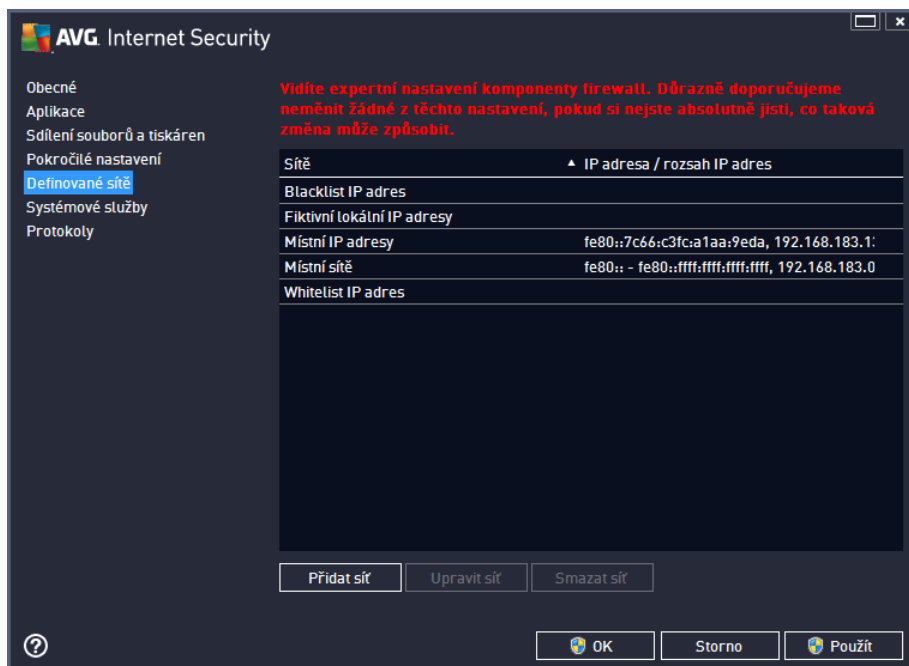 AVG. Internet Security
Obecné
Aplikace
Sdílení souborů a tiskáren
Pokročilé nastavení
Definované sítě
Systémové služby
Protokoly
Vidíte expertní nastavení komponenty firewall. Důrazně doporučujeme
neměnit žádné z těchto nastavení, pokud si nejste absolutně jisti, co taková
změna může způsobit.
Sítě ▲ IP adresa / rozsah IP adres
Blacklist IP adres
Fiktivní lokální IP adresy
Místní IP adresy fe80::7c66:c3fc:a1aa:9eda, 192.168.183.1
Místní sítě fe80:: - fe80::ffff:ffff:ffff:ffff, 192.168.183.0
Whitelist IP adres
Přidat síť Upravit síť Smazat síť
? OK Storno Použít